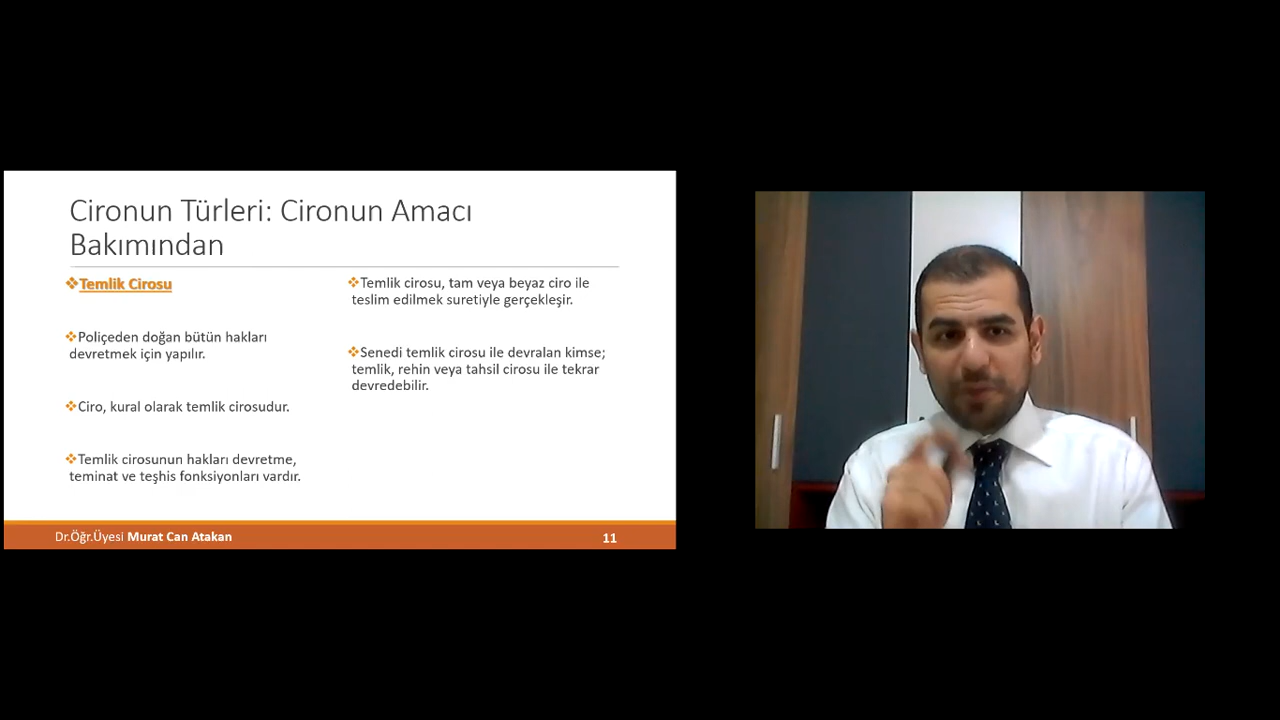 Cironun Türleri: Cironun Amacı
Bakımından
❖Temlik Cirosu
❖Poliçeden doğan bütün hakları
devretmek için yapılır.
❖Ciro, kural olarak temlik cirosudur.
❖Temlik cirosunun hakları devretme,
teminat ve teşhis fonksiyonları vardır.
❖Temlik cirosu, tam veya beyaz ciro ile
teslim edilmek suretiyle gerçekleşir.
❖Senedi temlik cirosu ile devralan kimse;
temlik, rehin veya tahsil cirosu ile tekrar
devredebilir.
Dr.Öğr.Üyesi Murat Can Atakan
11